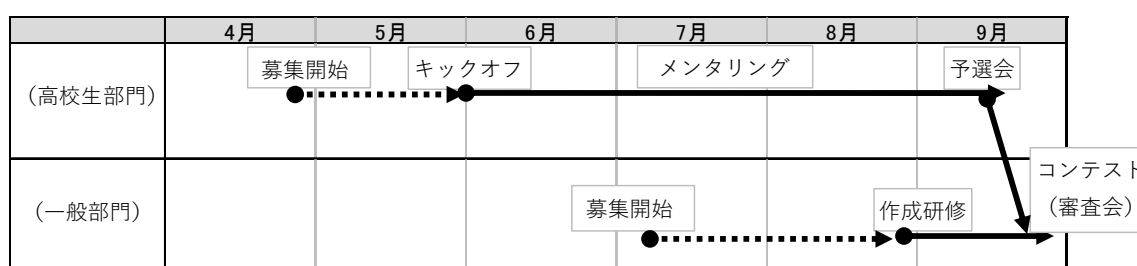 4月 5月 6月 7月 8月 9月
募集開始 キックオフ メンタリング 予選会
（高校生部門）
コンテスト
（審査会）
（一般部門） 募集開始 作成研修